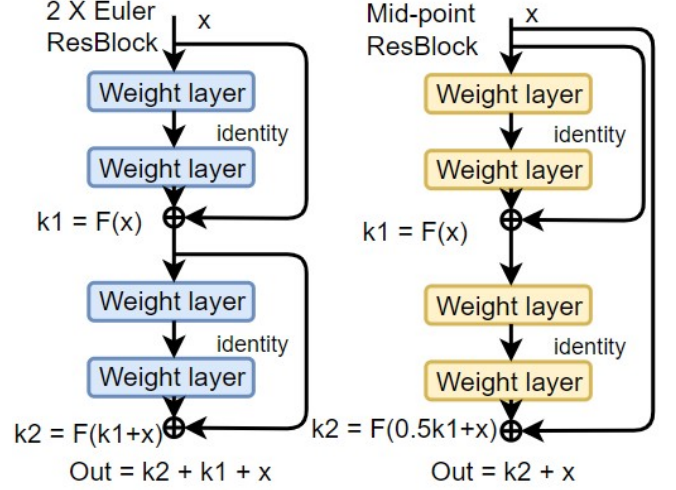 2 X Euler
ResBlock
x
Weight layer
identity
Weight layer
k1 = F(x)
Weight layer
identity
Weight layer
k2 = F(k1+x)
Out = k2 + k1 + x
Mid-point
ResBlock
x
Weight layer
identity
Weight layer
k1 = F(x)
Weight layer
identity
Weight layer
k2 = F(0.5k1+x)
Out = k2 + x